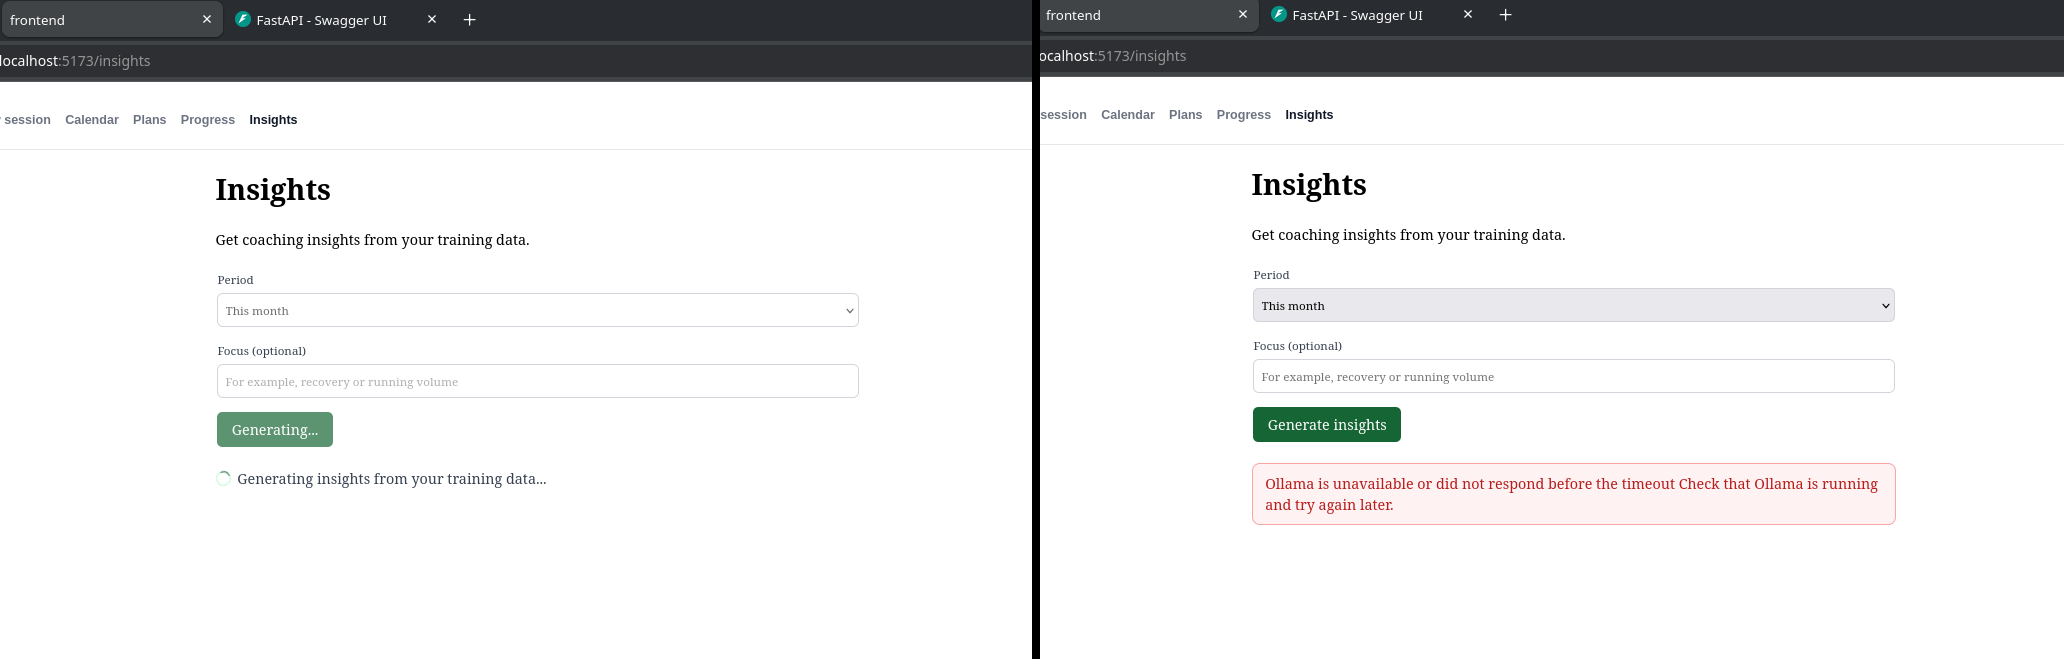 frontend
FastAPI - Swagger UI
localhost:5173/insights
session Calendar Plans Progress Insights
Insights
Get coaching insights from your training data.
Period
This month
Focus (optional)
For example, recovery or running volume
Generating...
Generating insights from your training data...
frontend
FastAPI - Swagger UI
ocalhost:5173/insights
session Calendar Plans Progress Insights
Insights
Get coaching insights from your training data.
Period
This month
Focus (optional)
For example, recovery or running volume
Generate insights
Ollama is unavailable or did not respond before the timeout Check that Ollama is running
and try again later.